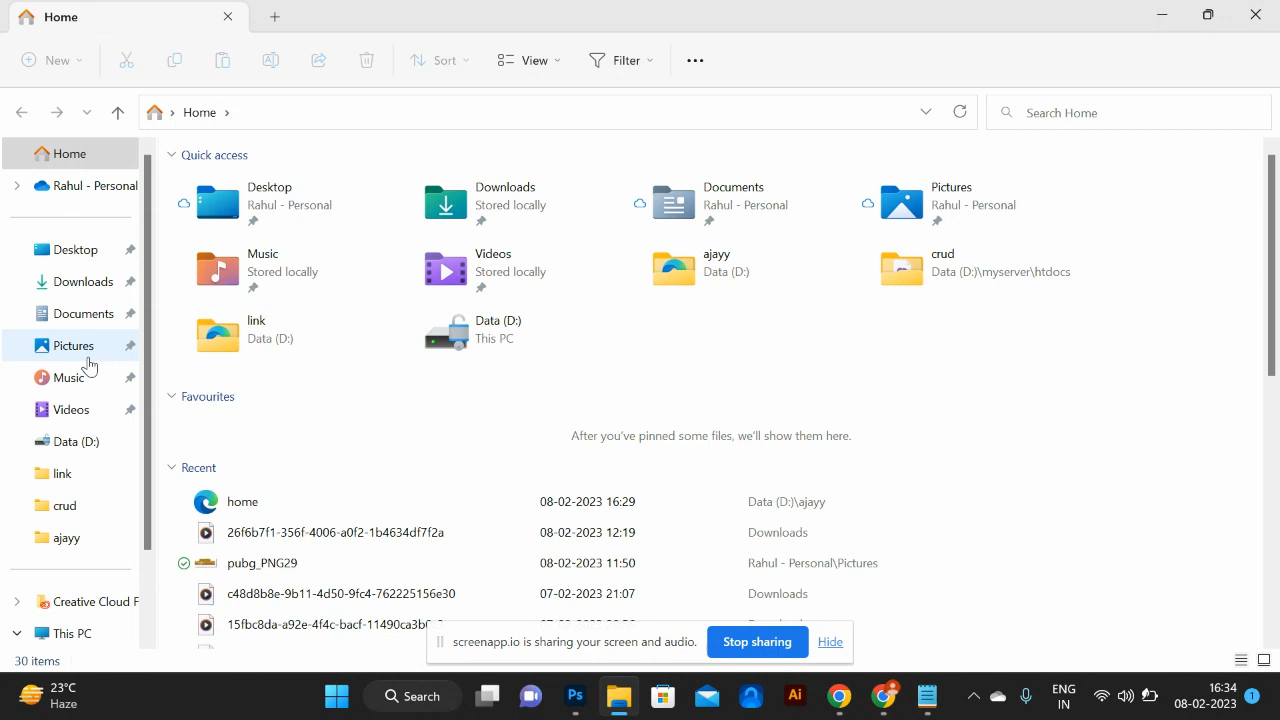 Home
New
Sort
View
Filter
Home
Search Home
Home
Rahul - Personal
Desktop
Downloads
Documents
Pictures
Music
Videos
Data (D:)
link
crud
ajayy
Creative Cloud F
This PC
Quick access
Desktop
Rahul - Personal
Downloads
Stored locally
Documents
Rahul - Personal
Pictures
Rahul - Personal
Music
Stored locally
Videos
Stored locally
ajayy
Data (D:)
crud
Data (D:)\myserver\htdocs
link
Data (D:)
Data (D:)
This PC
Favourites
After you've pinned some files, we'll show them here.
Recent
home 08-02-2023 16:29 Data (D:)\ajayy
26f6b7f1-356f-4006-a0f2-1b4634df7f2a 08-02-2023 12:19 Downloads
pubg_PNG29 08-02-2023 11:50 Rahul - Personal\Pictures
c48d8b8e-9b11-4d50-9fc4-762225156e30 07-02-2023 21:07 Downloads
screenapp.io is sharing your screen and audio. Stop sharing Hide
30 items
23°C
Haze
Search
Ps
Ai
ENG
IN
16:34
08-02-2023
1